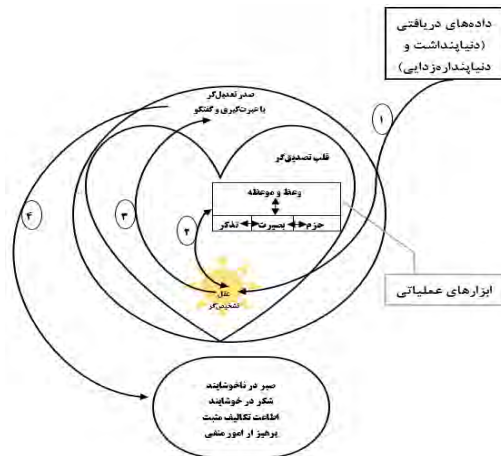 داده‌های دریافتی
(دنیاپنداشت و
دنیاپنداره‌زدایی)
۱
صدر تعدیل‌گر
با عبرت‌گیری و گفتگو
قلب تصدیق‌گر
وعظ و موعظه
حزم
بصیرت
تذکر
۲
۳
۴
عقل
تشخیص‌گر
ابزارهای عملیاتی
صبر در ناخوشایند
شکر در خوشایند
اطاعت تکالیف مثبت
پرهیز از امور منفی